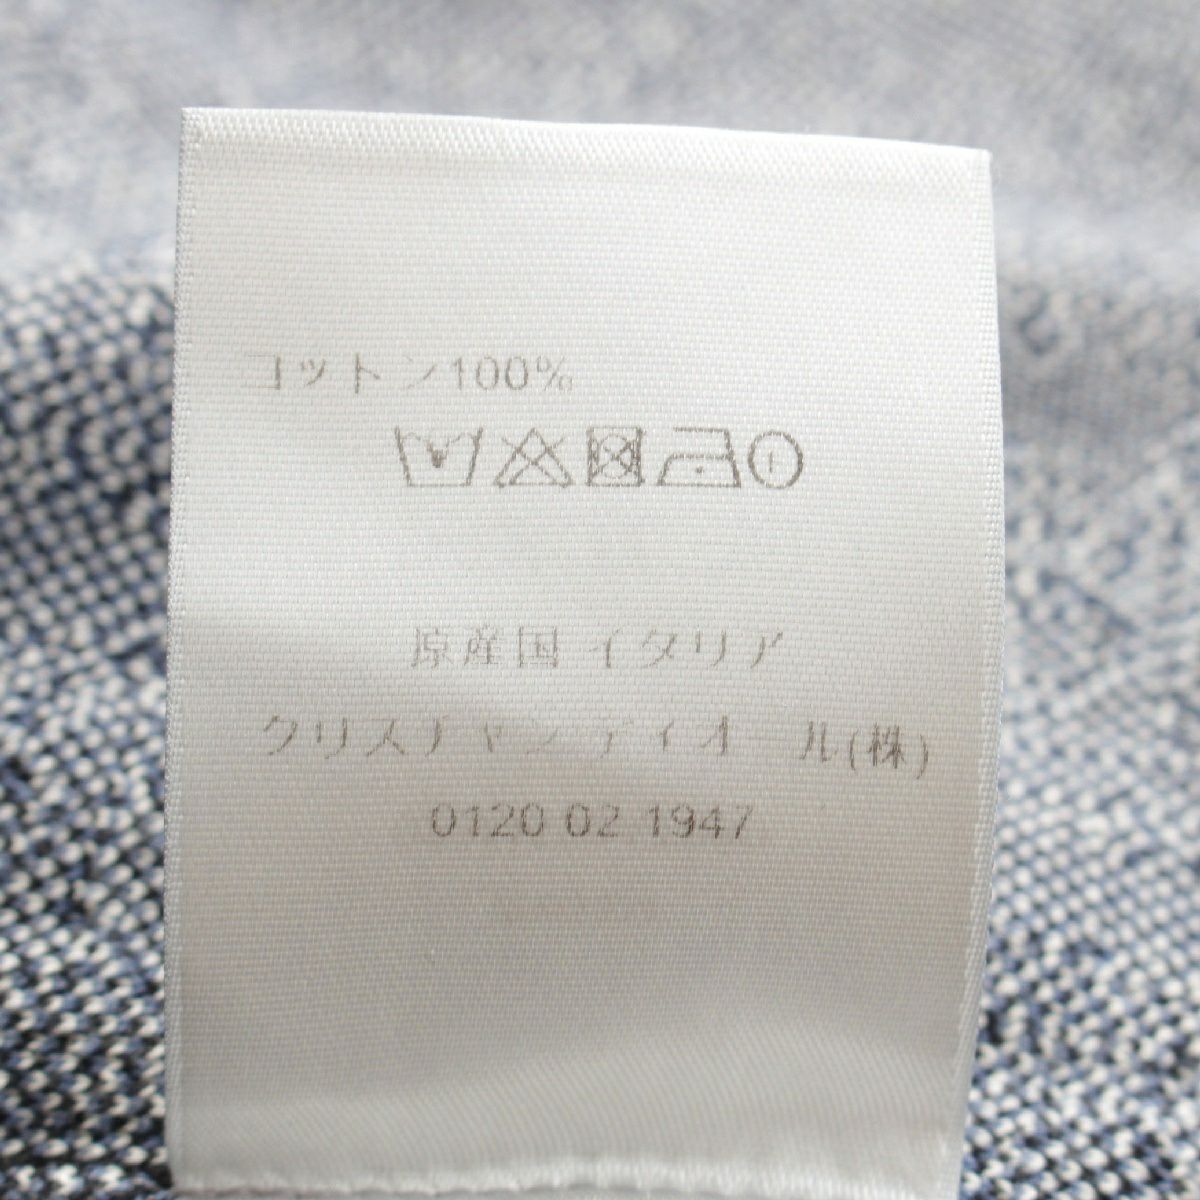 コットン100%
原産国 イタリア
クリスチャン ディオール(株)
0120 02 1947